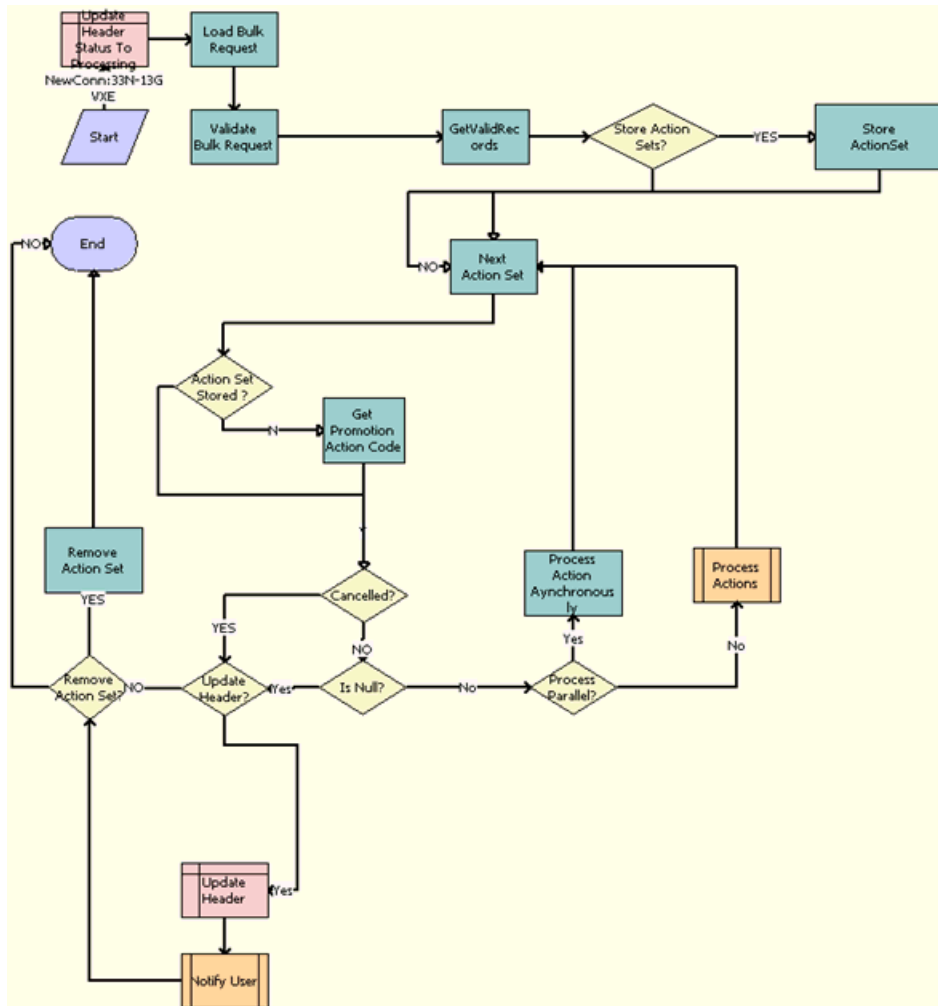 Update
Header
Status To
Processing
NewConn:33N-13G
VXE
Start
Load Bulk
Request
Validate
Bulk Request
GetValidRec
ords
Store Action
Sets?
YES
Store
ActionSet
NO
End
NO
Next
Action Set
Action Set
Stored ?
N
Get
Promotion
Action Code
Y
Remove
Action Set
YES
Cancelled?
YES
NO
Process
Action
Aynchronous
ly
Yes
Process
Actions
No
Remove
Action Set?
NO
Update
Header?
Yes
Is Null?
No
Process
Parallel?
Update
Header
Yes
Notify User